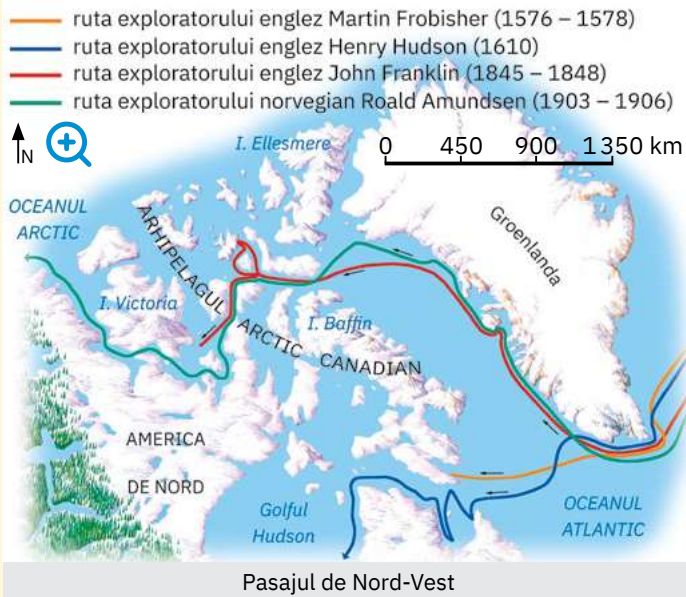 ruta exploratorului englez Martin Frobisher (1576 – 1578)
ruta exploratorului englez Henry Hudson (1610)
ruta exploratorului englez John Franklin (1845 – 1848)
ruta exploratorului norvegian Roald Amundsen (1903 – 1906)
N
0 450 900 1 350 km
I. Ellesmere
OCEANUL
ARCTIC
Groenlanda
ARHIPELAGUL ARCTIC CANADIAN
I. Victoria
I. Baffin
AMERICA
DE NORD
Golful
Hudson
OCEANUL
ATLANTIC
Pasajul de Nord-Vest